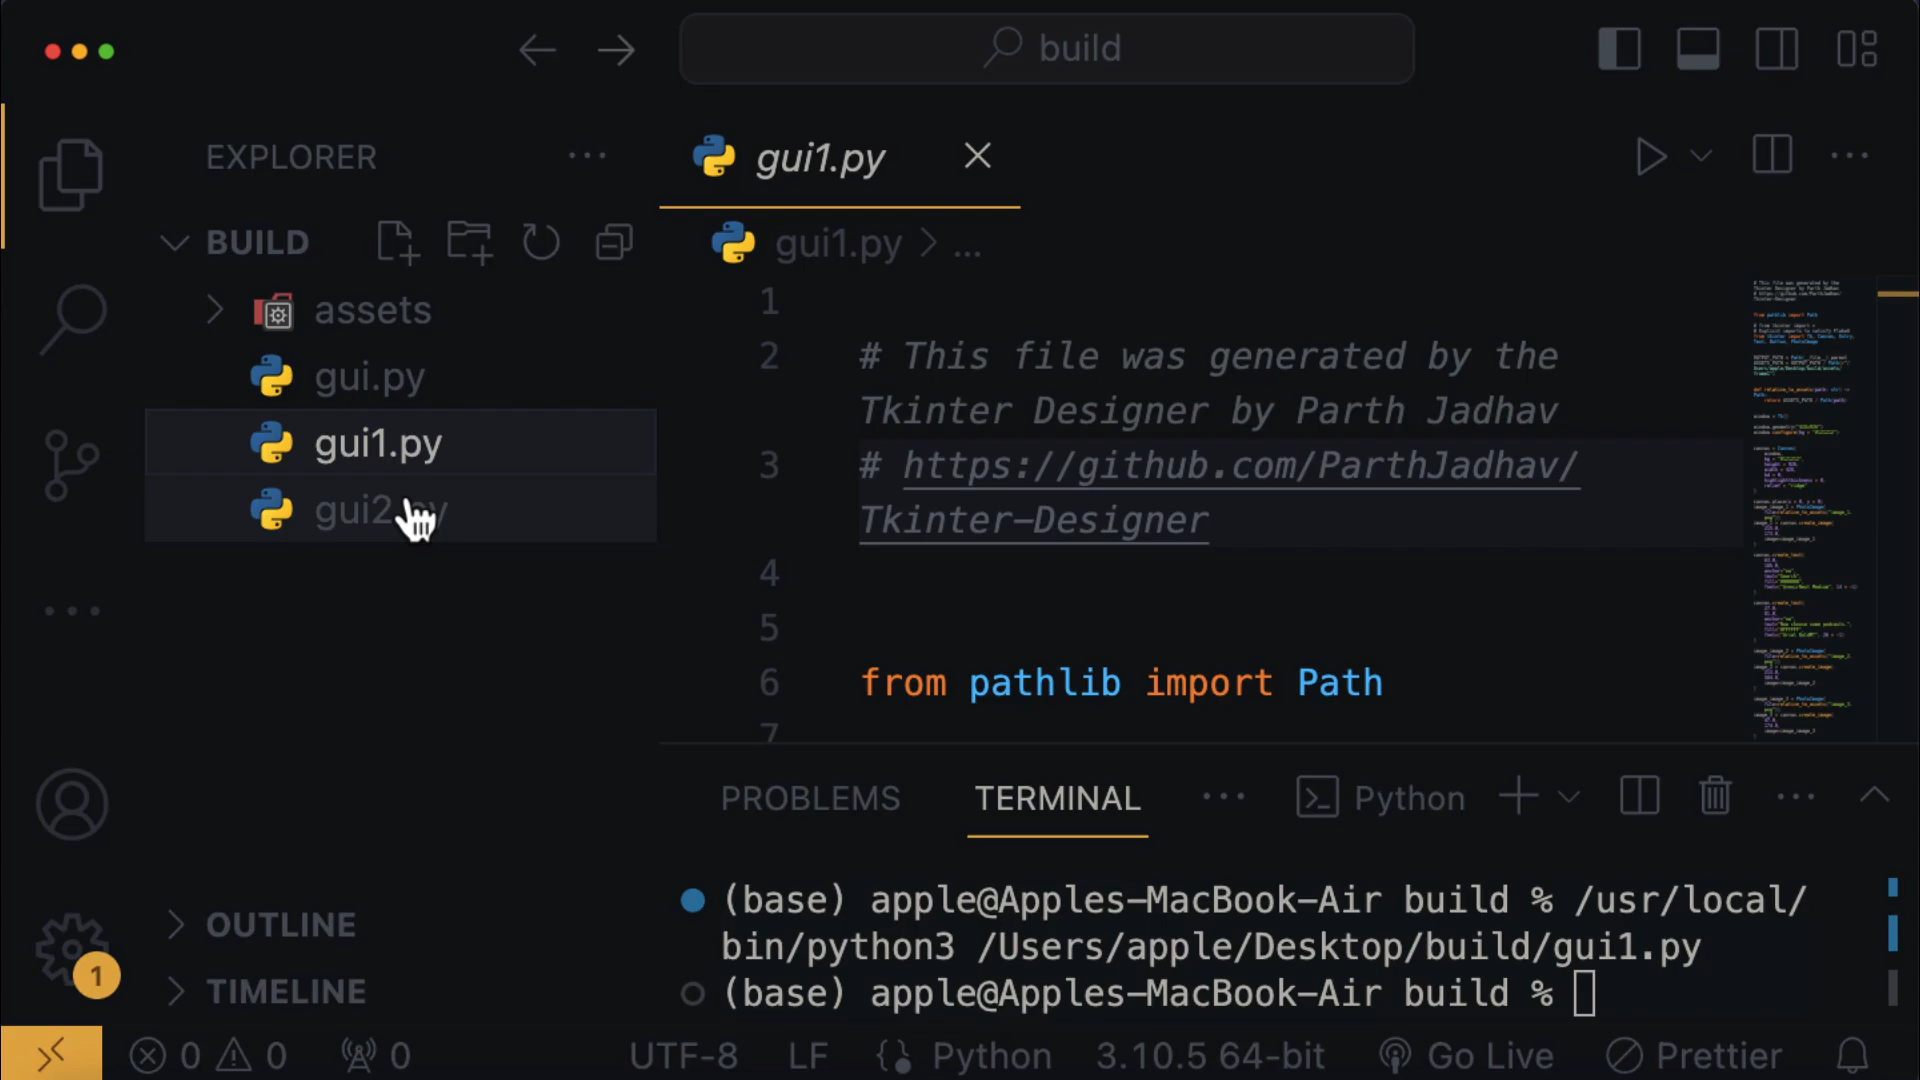 build
EXPLORER
gui1.py
BUILD
gui1.py > ...
assets
gui.py
gui1.py
gui2.py
1
2 # This file was generated by the
Tkinter Designer by Parth Jadhav
3 # https://github.com/ParthJadhav/
Tkinter-Designer
4
5
6 from pathlib import Path
7
PROBLEMS TERMINAL Python
(base) apple@Apples-MacBook-Air build % /usr/local/
bin/python3 /Users/apple/Desktop/build/gui1.py
(base) apple@Apples-MacBook-Air build %
OUTLINE
1
TIMELINE
0 0 0 UTF-8 LF Python 3.10.5 64-bit Go Live Prettier